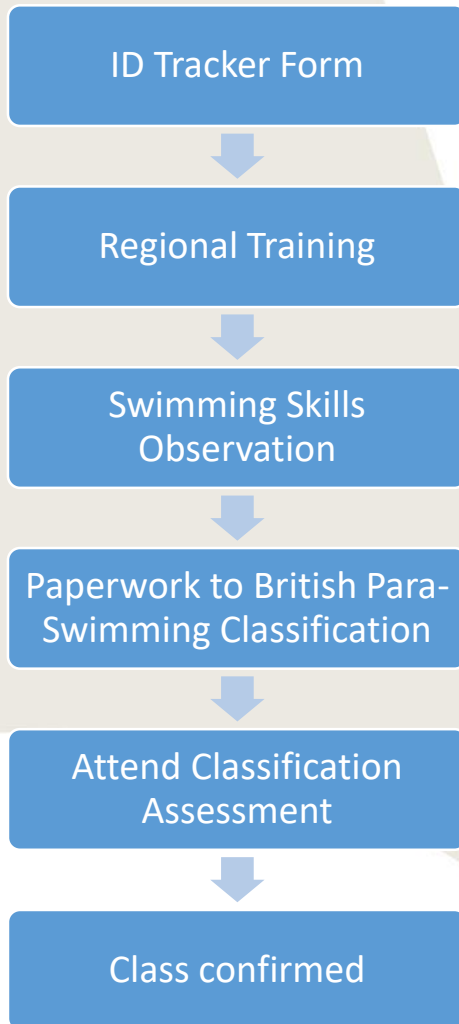 ID Tracker Form
Regional Training
Swimming Skills
Observation
Paperwork to British Para-
Swimming Classification
Attend Classification
Assessment
Class confirmed